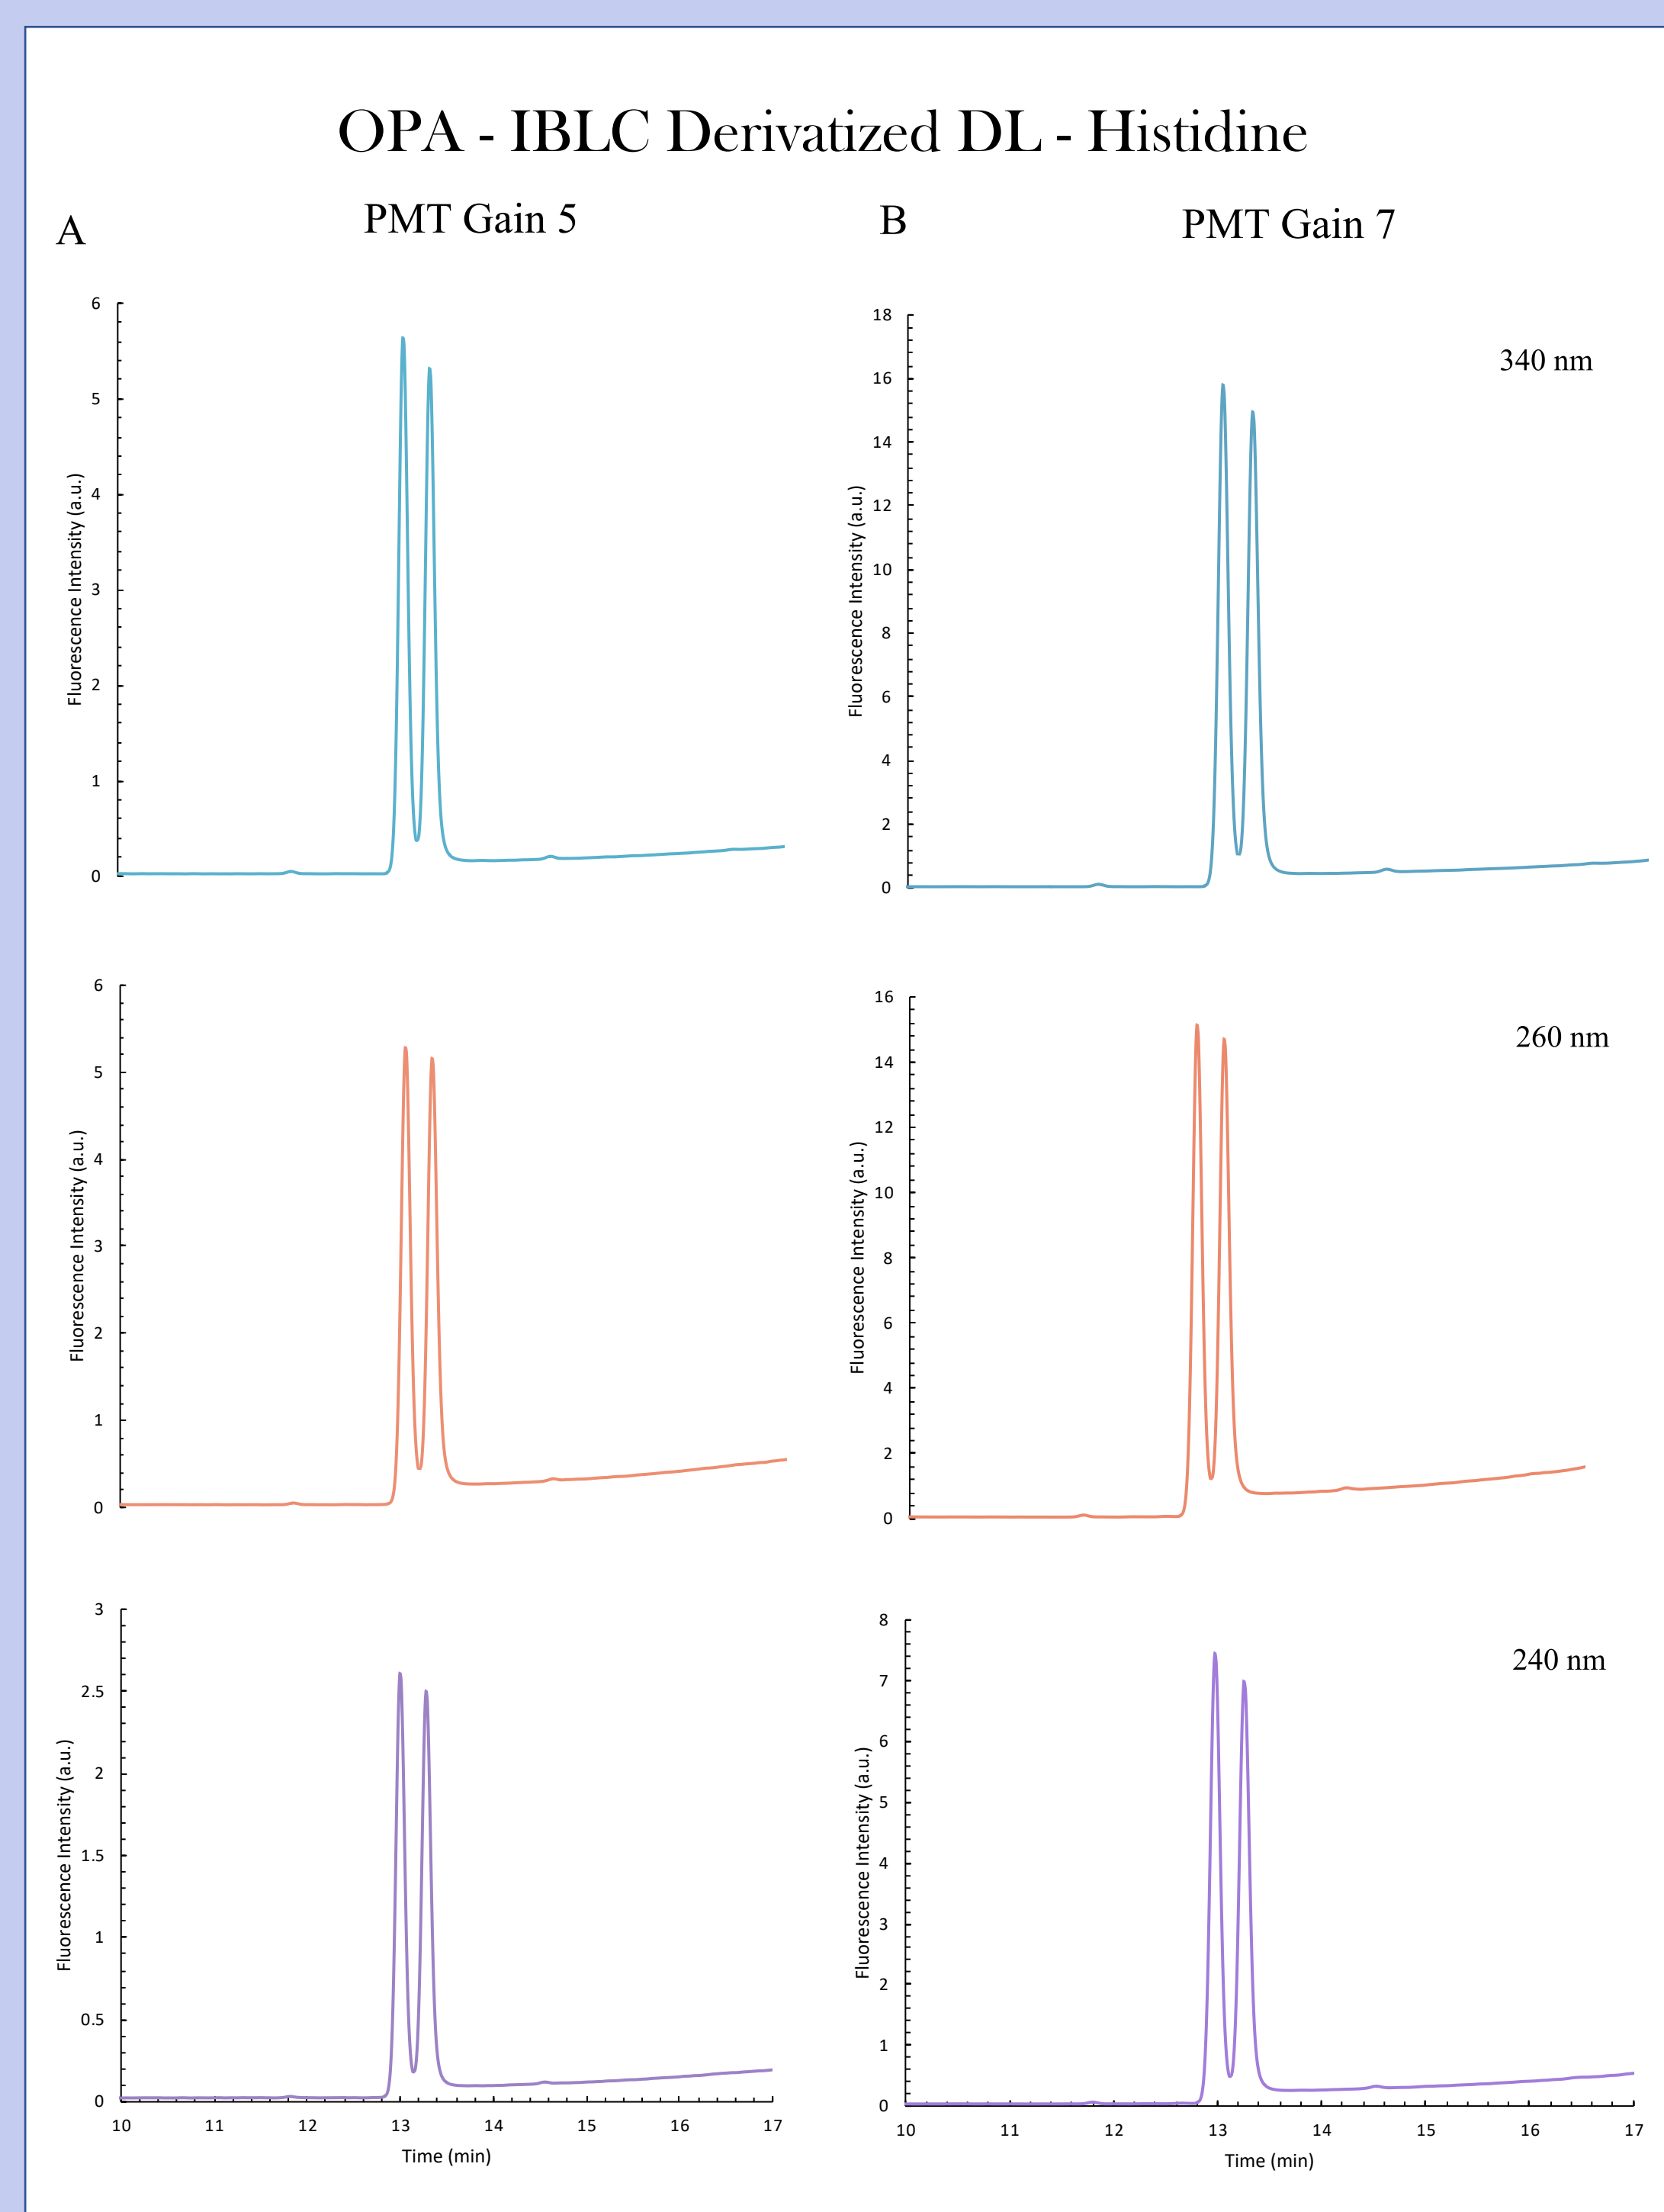 OPA - IBLC Derivatized DL - Histidine
A
PMT Gain 5
B
PMT Gain 7
6
5
4
3
2
1
0
Fluorescence Intensity (a.u.)
18
16
14
12
10
8
6
4
2
0
Fluorescence Intensity (a.u.)
340 nm
6
5
4
3
2
1
0
Fluorescence Intensity (a.u.)
16
14
12
10
8
6
4
2
0
Fluorescence Intensity (a.u.)
260 nm
3
2.5
2
1.5
1
0.5
0
Fluorescence Intensity (a.u.)
10 11 12 13 14 15 16 17
Time (min)
8
7
6
5
4
3
2
1
0
Fluorescence Intensity (a.u.)
240 nm
10 11 12 13 14 15 16 17
Time (min)